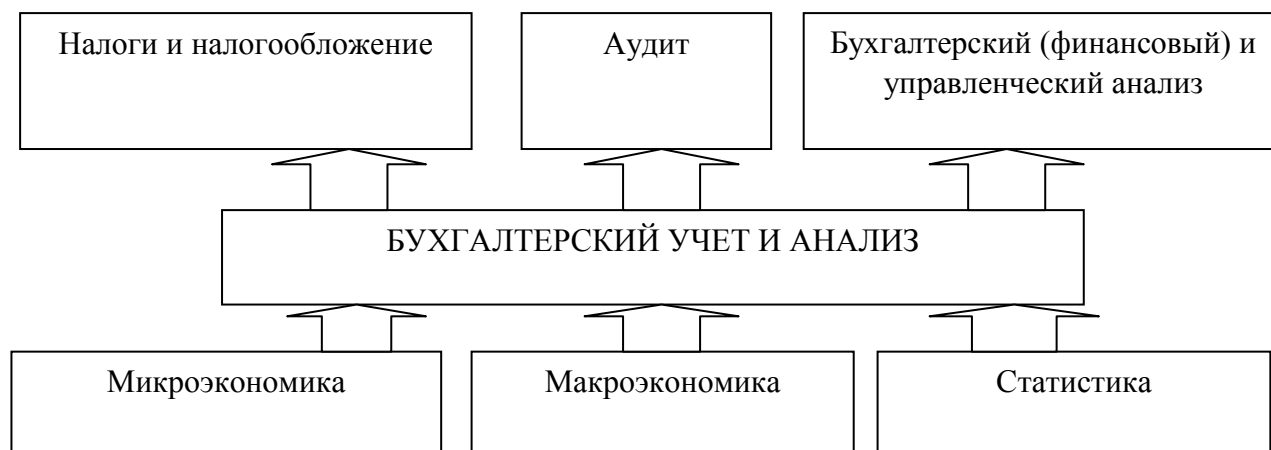 Налоги и налогообложение
Аудит
Бухгалтерский (финансовый) и
управленческий анализ
БУХГАЛТЕРСКИЙ УЧЕТ И АНАЛИЗ
Микроэкономика
Макроэкономика
Статистика